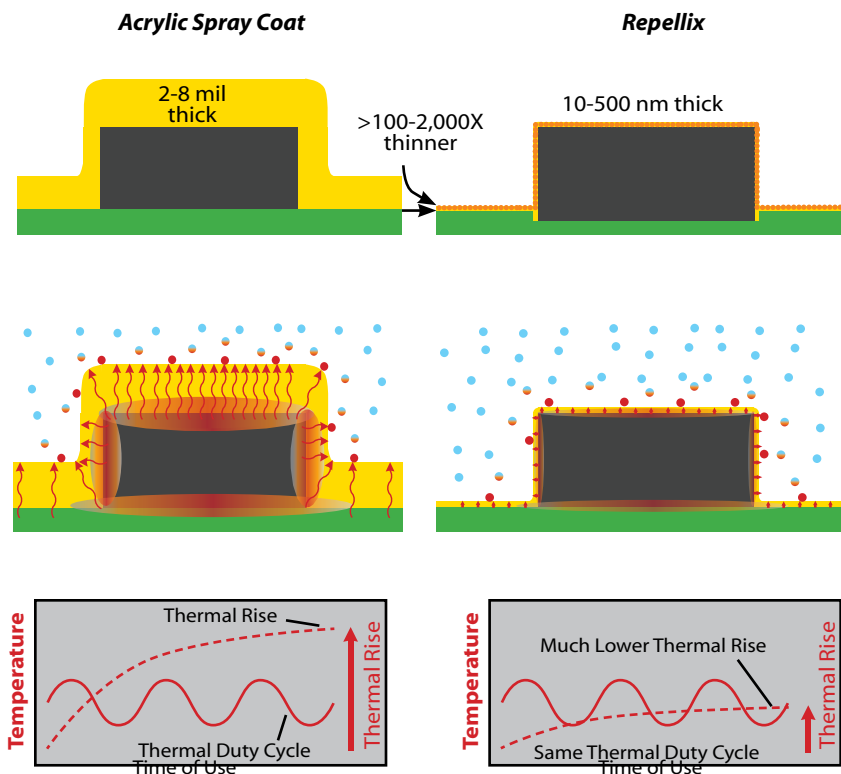 Acrylic Spray Coat
Repellix
2-8 mil
thick
>100-2,000X
thinner
10-500 nm thick
Temperature
Thermal Rise
Thermal Duty Cycle
Time of Use
Thermal Rise
Temperature
Much Lower Thermal Rise
Same Thermal Duty Cycle
Time of Use
Thermal Rise